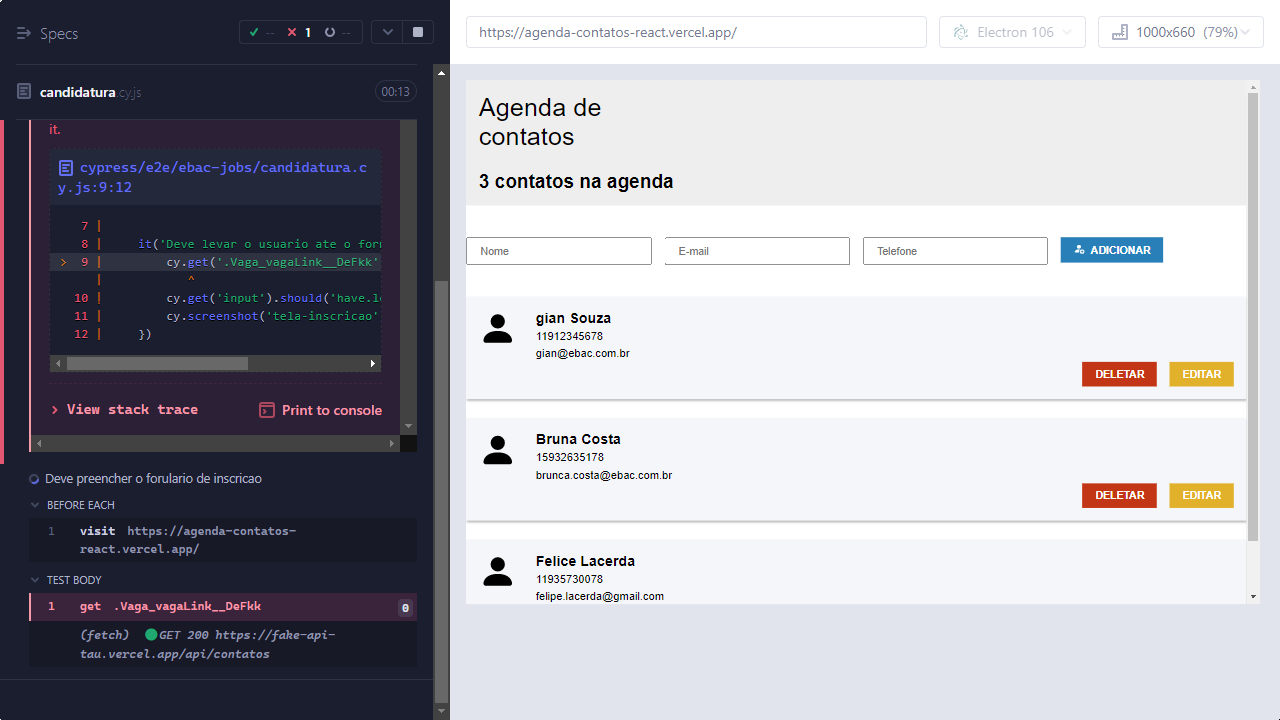 Specs
-- 1 --
candidatura.cy.js
00:13
it.
cypress/e2e/ebac-jobs/candidatura.c
y.js:9:12
7 |
8 | it('Deve levar o usuario ate o for
> 9 | cy.get('.Vaga_vagaLink__DeFkk'
| ^
10 | cy.get('input').should('have.l
11 | cy.screenshot('tela-inscricao'
12 | })
> View stack trace
Print to console
Deve preencher o forulario de inscricao
BEFORE EACH
1 visit https://agenda-contatos-
react.vercel.app/
TEST BODY
1 get .Vaga_vagaLink__DeFkk 0
(fetch) GET 200 https://fake-api-
tau.vercel.app/api/contatos
https://agenda-contatos-react.vercel.app/
Electron 106
1000x660 (79%)
Agenda de
contatos
3 contatos na agenda
Nome
E-mail
Telefone
ADICIONAR
gian Souza
11912345678
gian@ebac.com.br
DELETAR
EDITAR
Bruna Costa
15932635178
brunca.costa@ebac.com.br
DELETAR
EDITAR
Felice Lacerda
11935730078
felipe.lacerda@gmail.com